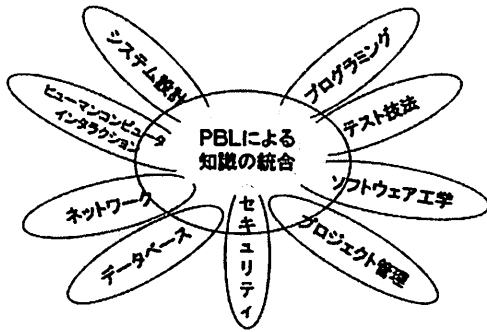 システム設計
プログラミング
ヒューマンコンピュータ
インタラクション
テスト技法
PBLによる
知識の統合
ソフトウェア工学
ネットワーク
データベース
セキュリティ
プロジェクト管理